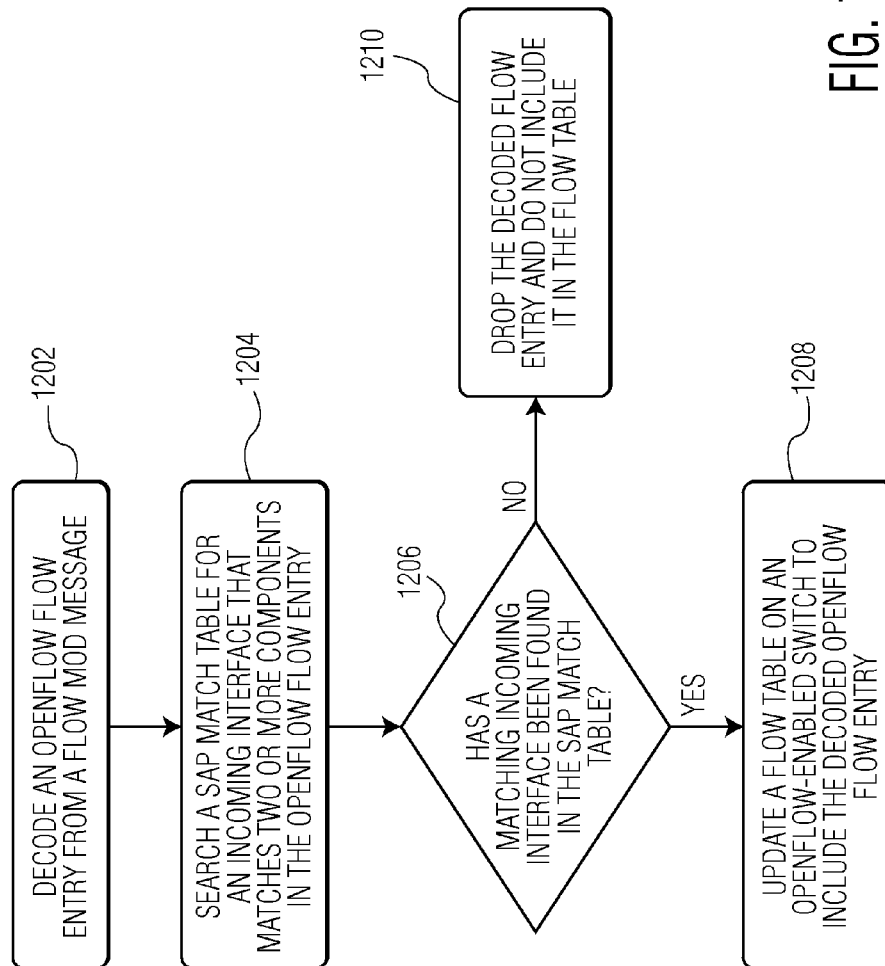 1202
DECODE AN OPENFLOW FLOW
ENTRY FROM A FLOW MOD MESSAGE
1204
SEARCH A SAP MATCH TABLE FOR
AN INCOMING INTERFACE THAT
MATCHES TWO OR MORE COMPONENTS
IN THE OPENFLOW FLOW ENTRY
1206
HAS A
MATCHING INCOMING
INTERFACE BEEN FOUND
IN THE SAP MATCH
TABLE?
NO
1210
DROP THE DECODED FLOW
ENTRY AND DO NOT INCLUDE
IT IN THE FLOW TABLE
YES
1208
UPDATE A FLOW TABLE ON AN
OPENFLOW-ENABLED SWITCH TO
INCLUDE THE DECODED OPENFLOW
FLOW ENTRY
FIG.